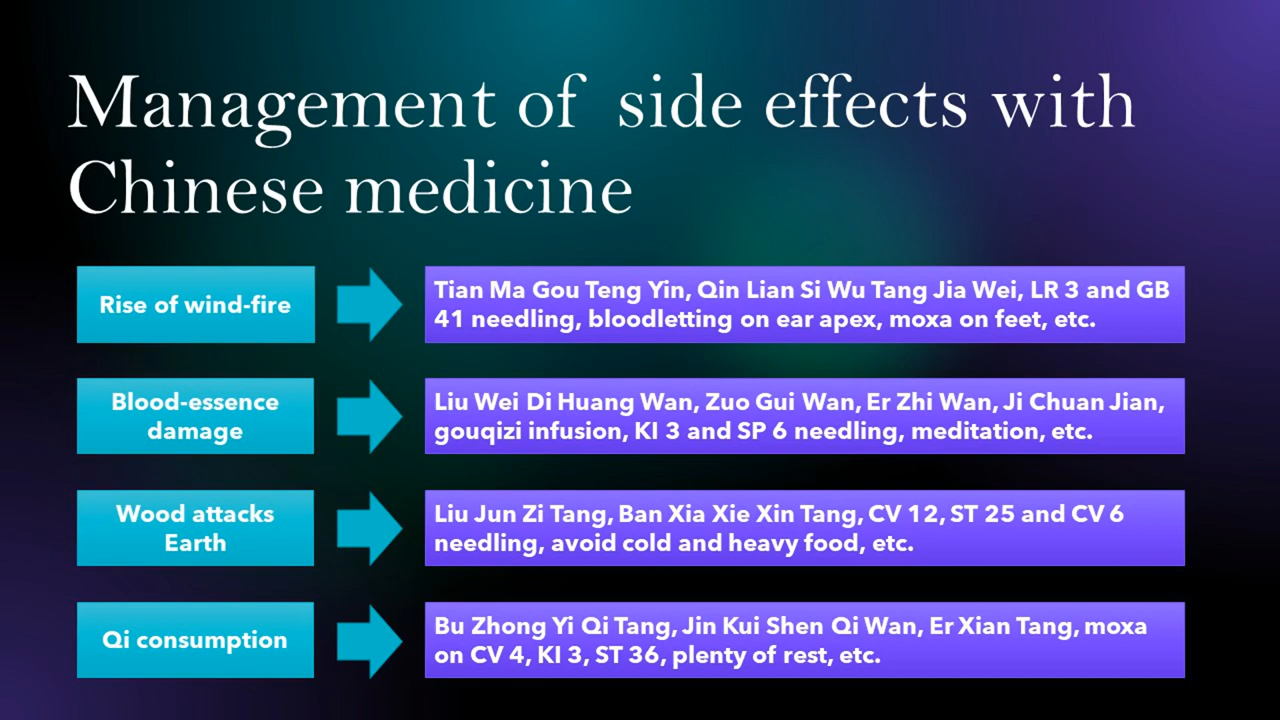 Management of side effects with
Chinese medicine
Rise of wind-fire
Tian Ma Gou Teng Yin, Qin Lian Si Wu Tang Jia Wei, LR 3 and GB
41 needling, bloodletting on ear apex, moxa on feet, etc.
Blood-essence
damage
Liu Wei Di Huang Wan, Zuo Gui Wan, Er Zhi Wan, Ji Chuan Jian,
gouqizi infusion, KI 3 and SP 6 needling, meditation, etc.
Wood attacks
Earth
Liu Jun Zi Tang, Ban Xia Xie Xin Tang, CV 12, ST 25 and CV 6
needling, avoid cold and heavy food, etc.
Qi consumption
Bu Zhong Yi Qi Tang, Jin Kui Shen Qi Wan, Er Xian Tang, moxa
on CV 4, KI 3, ST 36, plenty of rest, etc.